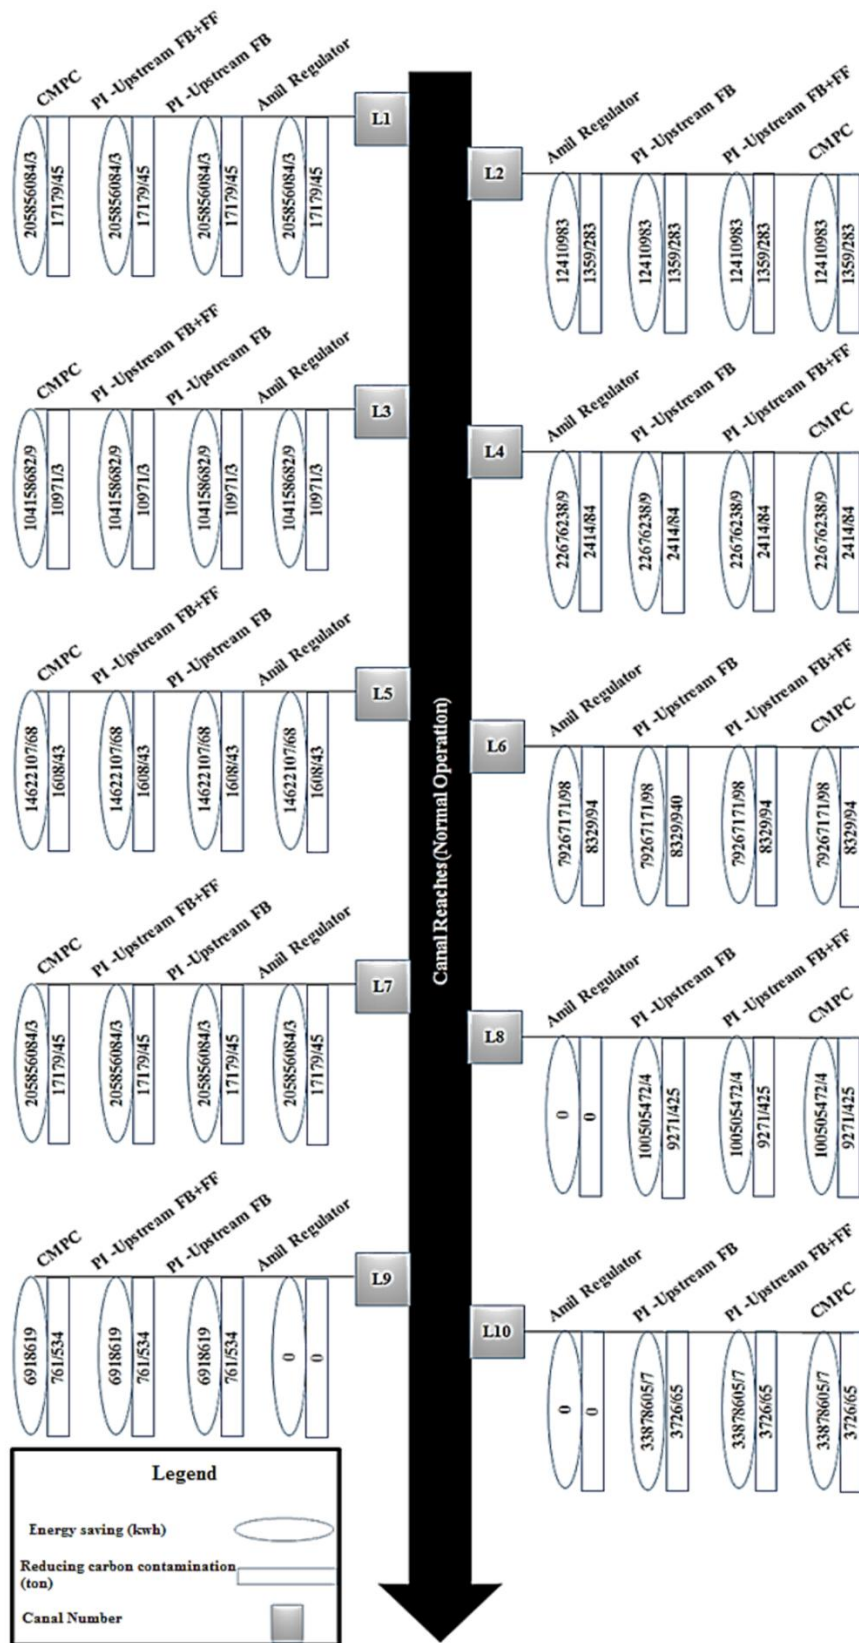 CMPC
PI -Upstream FB+FF
PI -Upstream FB
Amil Regulator
L1
205856084/3
17179/45
205856084/3
17179/45
205856084/3
17179/45
205856084/3
17179/45
L2
Amil Regulator
PI -Upstream FB
PI -Upstream FB+FF
CMPC
12410983
1359/283
12410983
1359/283
12410983
1359/283
12410983
1359/283
CMPC
PI -Upstream FB+FF
PI -Upstream FB
Amil Regulator
L3
104158682/9
10971/3
104158682/9
10971/3
104158682/9
10971/3
104158682/9
10971/3
L4
Amil Regulator
PI -Upstream FB
PI -Upstream FB+FF
CMPC
22676238/9
2414/84
22676238/9
2414/84
22676238/9
2414/84
22676238/9
2414/84
CMPC
PI -Upstream FB+FF
PI -Upstream FB
Amil Regulator
L5
14622107/68
1608/43
14622107/68
1608/43
14622107/68
1608/43
14622107/68
1608/43
Canal Reaches(Normal Operation)
L6
Amil Regulator
PI -Upstream FB
PI -Upstream FB+FF
CMPC
79267171/98
8329/94
79267171/98
8329/940
79267171/98
8329/94
79267171/98
8329/94
CMPC
PI -Upstream FB+FF
PI -Upstream FB
Amil Regulator
L7
205856084/3
17179/45
205856084/3
17179/45
205856084/3
17179/45
205856084/3
17179/45
L8
Amil Regulator
PI -Upstream FB
PI -Upstream FB+FF
CMPC
0
0
100505472/4
9271/425
100505472/4
9271/425
100505472/4
9271/425
CMPC
PI -Upstream FB+FF
PI -Upstream FB
Amil Regulator
L9
6918619
761/534
6918619
761/534
6918619
761/534
0
0
L10
Amil Regulator
PI -Upstream FB
PI -Upstream FB+FF
CMPC
0
0
33878605/7
3726/65
33878605/7
3726/65
33878605/7
3726/65
Legend
Energy saving (kwh)
Reducing carbon contamination
(ton)
Canal Number